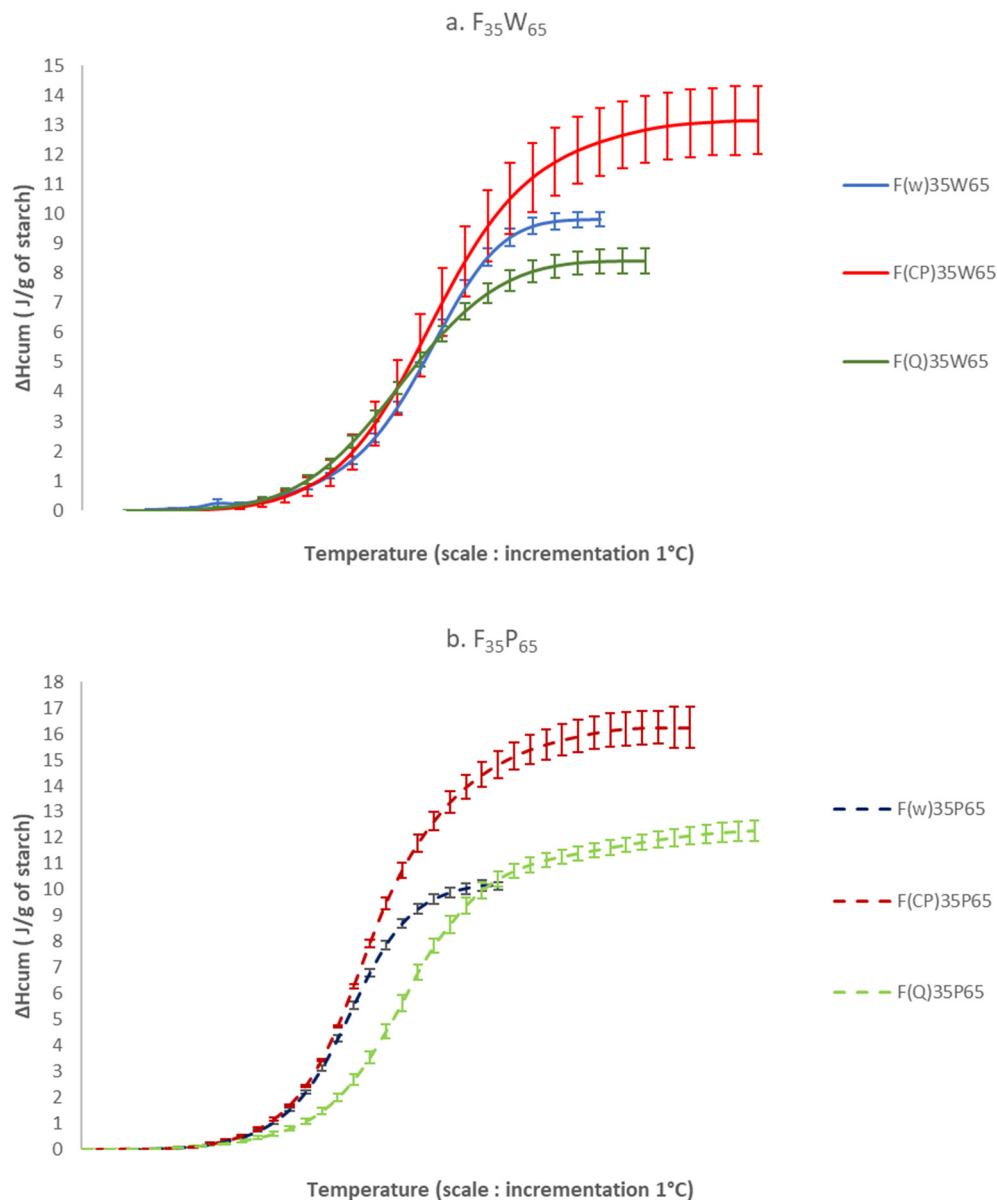 a. F₃₅W₆₅
15
14
13
12
11
10
9
8
7
6
5
4
3
2
1
0
ΔHcum ( J/g of starch)
Temperature (scale : incrementation 1°C)
F(w)35W65
F(CP)35W65
F(Q)35W65
b. F₃₅P₆₅
18
17
16
15
14
13
12
11
10
9
8
7
6
5
4
3
2
1
0
ΔHcum ( J/g of starch)
Temperature (scale : incrementation 1°C)
F(w)35P65
F(CP)35P65
F(Q)35P65